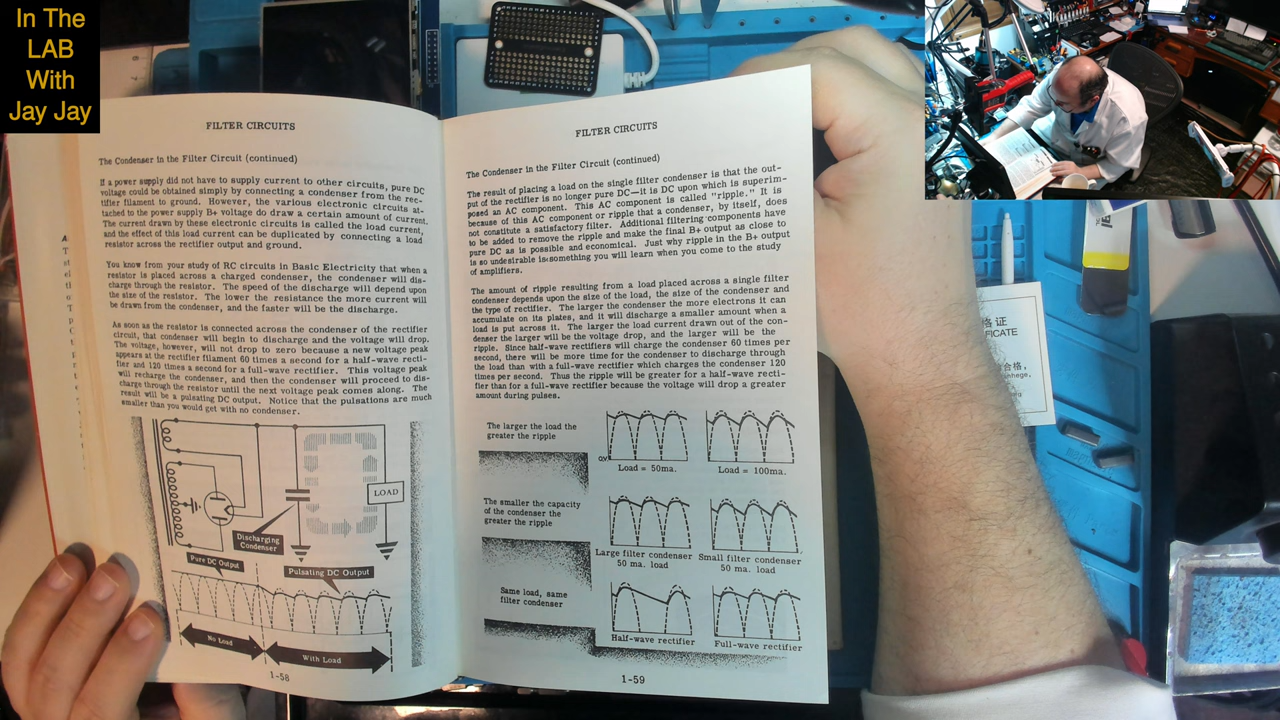 In The
LAB
With
Jay Jay
FILTER CIRCUITS
The Condenser in the Filter Circuit (continued)
If a power supply did not have to supply current to other circuits, pure DC
voltage could be obtained simply by connecting a condenser from the rec-
tifier filament to ground. However, the various electronic circuits at-
tached to the power supply B+ voltage do draw a certain amount of current.
The current drawn by these electronic circuits is called the load current,
and the effect of this load current can be duplicated by connecting a load
resistor across the rectifier output and ground.
You know from your study of RC circuits in Basic Electricity that when a
resistor is placed across a charged condenser, the condenser will dis-
charge through the resistor. The speed of the discharge will depend upon
the size of the resistor. The lower the resistance the more current will
be drawn from the condenser, and the faster will be the discharge.
As soon as the resistor is connected across the condenser of the rectifier
circuit, that condenser will begin to discharge and the voltage will drop.
The voltage, however, will not drop to zero because a new voltage peak
appears at the rectifier filament 60 times a second for a half-wave recti-
fier and 120 times a second for a full-wave rectifier. This voltage peak
will recharge the condenser, and then the condenser will proceed to dis-
charge through the resistor until the next voltage peak comes along. The
result will be a pulsating DC output. Notice that the pulsations are much
smaller than you would get with no condenser.
LOAD
Discharging
Condenser
Pure DC Output
Pulsating DC Output
No Load
With Load
1-58
FILTER CIRCUITS
The Condenser in the Filter Circuit (continued)
The result of placing a load on the single filter condenser is that the out-
put of the rectifier is no longer pure DC—it is DC upon which is superim-
posed an AC component. This AC component is called "ripple." It is
because of this AC component or ripple that a condenser, by itself, does
not constitute a satisfactory filter. Additional filtering components have
to be added to remove the ripple and make the final B+ output as close to
pure DC as is possible and economical. Just why ripple in the B+ output
is so undesirable is something you will learn when you come to the study
of amplifiers.
The amount of ripple resulting from a load placed across a single filter
condenser depends upon the size of the load, the size of the condenser and
the type of rectifier. The larger the condenser the more electrons it can
accumulate on its plates, and it will discharge a smaller amount when a
load is put across it. The larger the load current drawn out of the con-
denser the larger will be the voltage drop, and the larger will be the
ripple. Since half-wave rectifiers will charge the condenser 60 times per
second, there will be more time for the condenser to discharge through
the load than with a full-wave rectifier which charges the condenser 120
times per second. Thus the ripple will be greater for a half-wave recti-
fier than for a full-wave rectifier because the voltage will drop a greater
amount during pulses.
The larger the load the
greater the ripple
0V
Load = 50ma.
Load = 100ma.
The smaller the capacity
of the condenser the
greater the ripple
Large filter condenser
50 ma. load
Small filter condenser
50 ma. load
Same load, same
filter condenser
Half-wave rectifier
Full-wave rectifier
1-59
格证
合格，